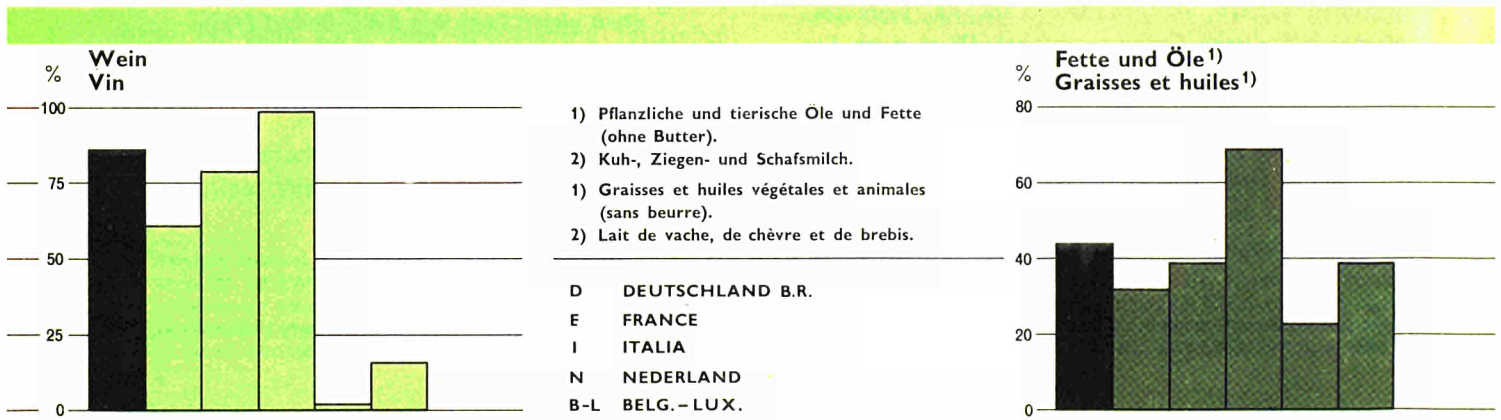 Wein
Vin
%
100
75
50
25
0
1) Pflanzliche und tierische Öle und Fette
(ohne Butter).
2) Kuh-, Ziegen- und Schafsmilch.
1) Graisses et huiles végétales et animales
(sans beurre).
2) Lait de vache, de chèvre et de brebis.
D DEUTSCHLAND B.R.
E FRANCE
I ITALIA
N NEDERLAND
B-L BELG.-LUX.
Fette und Öle 1)
Graisses et huiles 1)
%
80
60
40
20
0